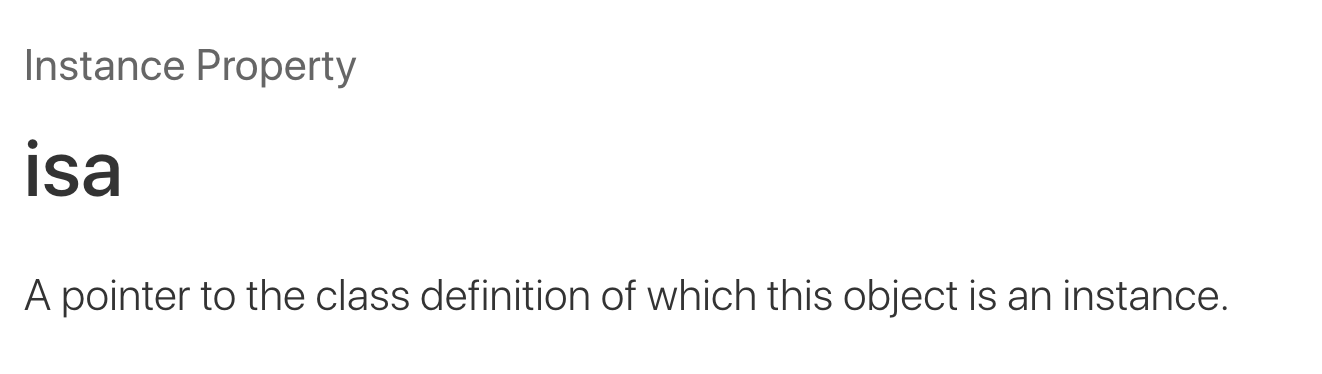 Instance Property
isa
A pointer to the class definition of which this object is an instance.